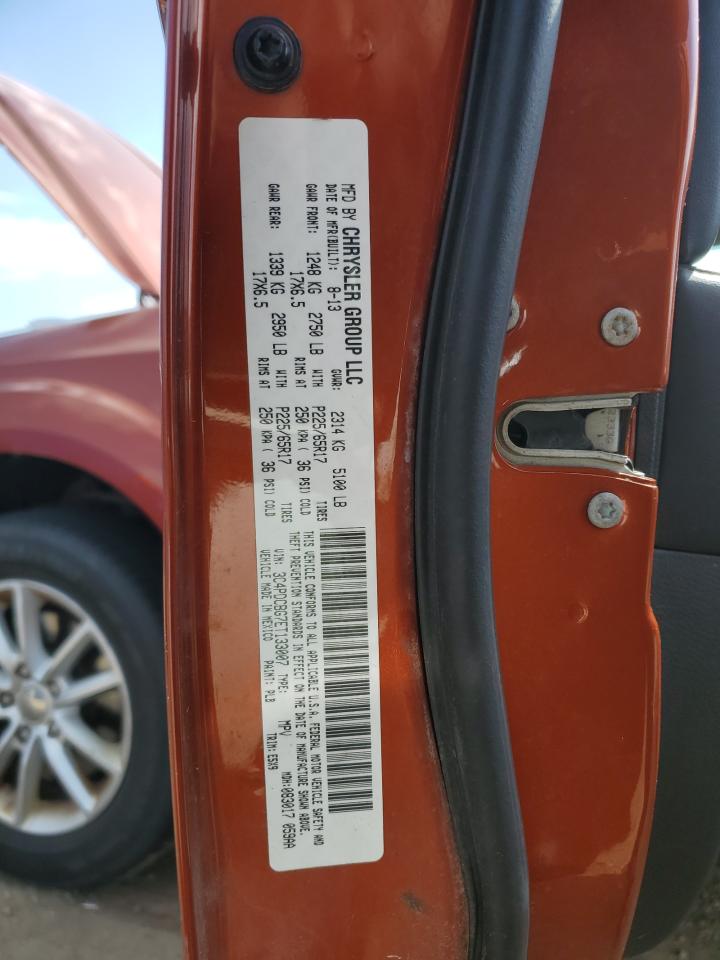 MFD BY CHRYSLER GROUP LLC
DATE OF MFR(BUILT): 8-13 GVWR: 2314 KG 5100 LB
GAWR FRONT: 1248 KG 2750 LB WITH P225/65R17 TIRES
17X6.5 RIMS AT 250 KPA ( 36 PSI) COLD
GAWR REAR: 1339 KG 2950 LB WITH P225/65R17 TIRES
17X6.5 RIMS AT 250 KPA ( 36 PSI) COLD
THIS VEHICLE CONFORMS TO ALL APPLICABLE U.S.A. FEDERAL MOTOR VEHICLE SAFETY AND
THEFT PREVENTION STANDARDS IN EFFECT ON THE DATE OF MANUFACTURE SHOWN ABOVE.
VIN: 3C4PDCBG7ET133007 TYPE: MPV MDH:083017 059AA
VEHICLE MADE IN MEXICO PAINT: PLB TRIM:E5X9